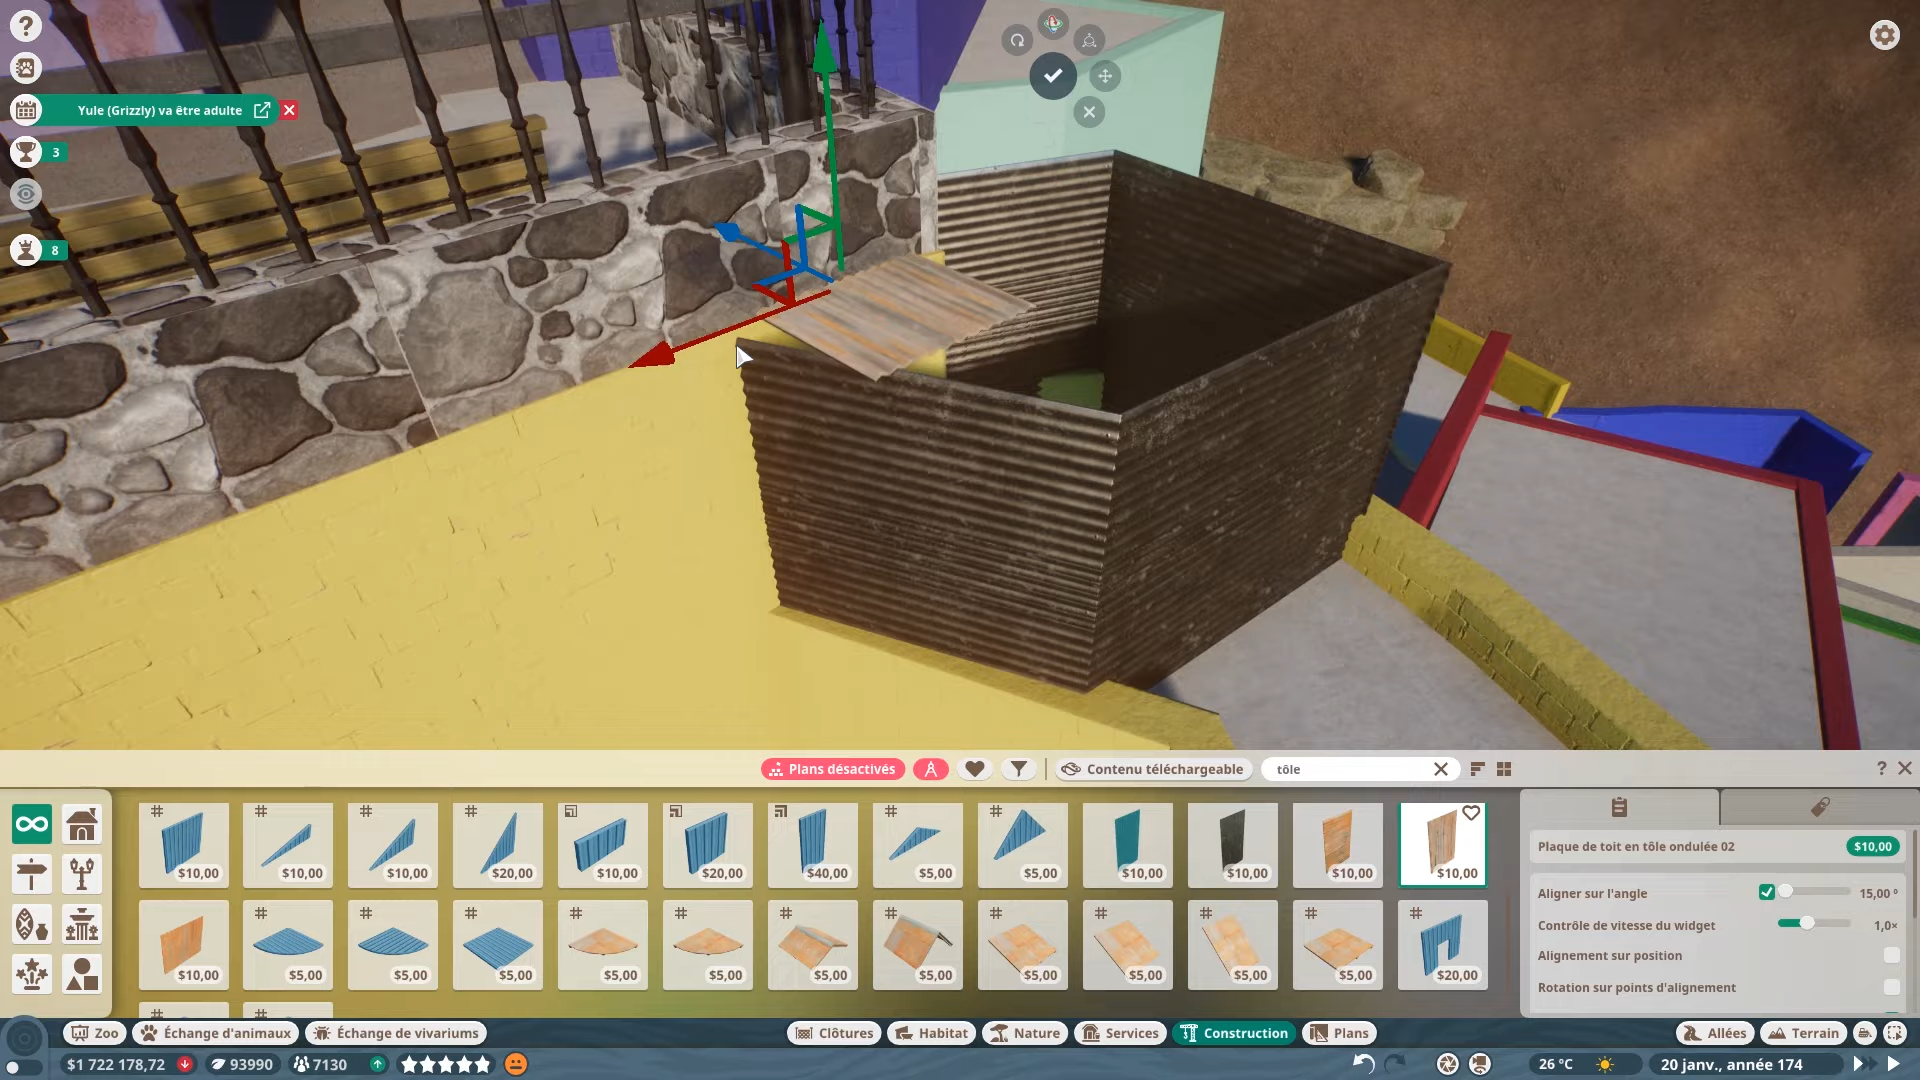 ?
Yule (Grizzly) va être adulte
3
8
Plans désactivés
Contenu téléchargeable
tôle
?
$10,00
$10,00
$10,00
$20,00
$10,00
$20,00
$40,00
$5,00
$5,00
$10,00
$10,00
$10,00
$10,00
$10,00
$5,00
$5,00
$5,00
$5,00
$5,00
$5,00
$5,00
$5,00
$5,00
$5,00
$5,00
$20,00
Plaque de toit en tôle ondulée 02
$10,00
Aligner sur l'angle
15,00 °
Contrôle de vitesse du widget
1,0×
Alignement sur position
Rotation sur points d'alignement
Zoo
Échange d'animaux
Échange de vivariums
Clôtures
Habitat
Nature
Services
Construction
Plans
Allées
Terrain
$1 722 178,72
93990
7130
26 °C
20 janv., année 174